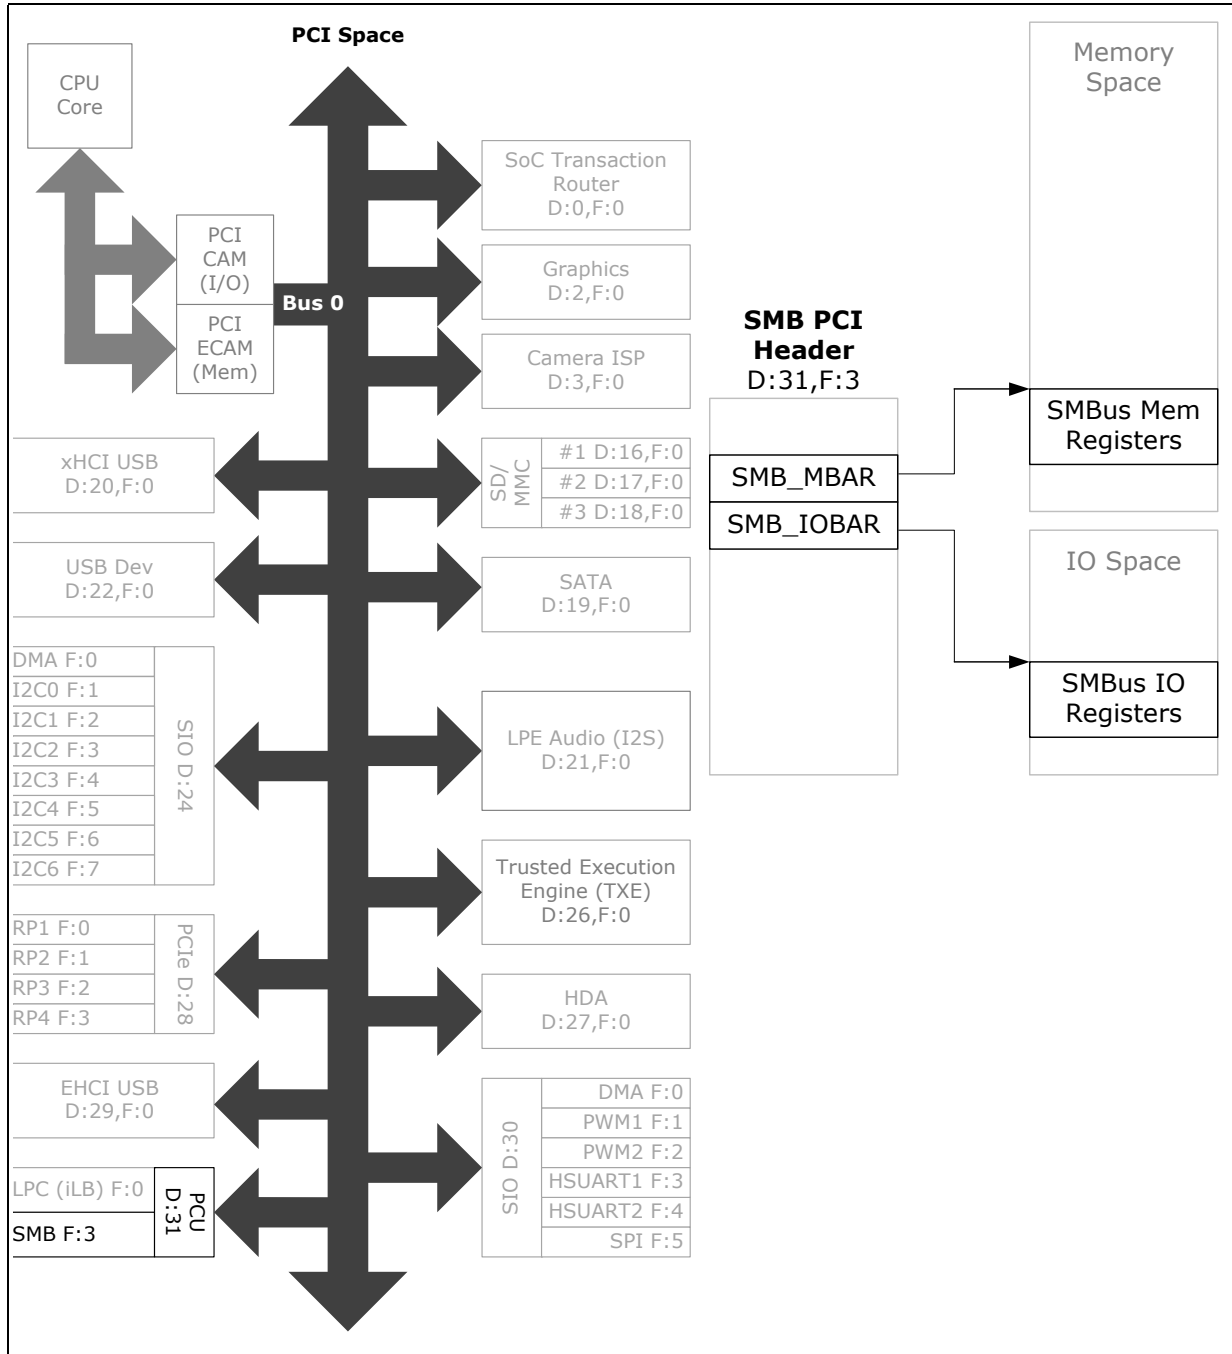 PCI Space
CPU
Core
PCI
CAM
(I/O)
PCI
ECAM
(Mem)
Bus 0
SoC Transaction
Router
D:0,F:0
Graphics
D:2,F:0
Camera ISP
D:3,F:0
SD/
MMC
#1 D:16,F:0
#2 D:17,F:0
#3 D:18,F:0
SATA
D:19,F:0
LPE Audio (I2S)
D:21,F:0
Trusted Execution
Engine (TXE)
D:26,F:0
HDA
D:27,F:0
SIO D:30
DMA F:0
PWM1 F:1
PWM2 F:2
HSUART1 F:3
HSUART2 F:4
SPI F:5
xHCI USB
D:20,F:0
USB Dev
D:22,F:0
DMA F:0
I2C0 F:1
I2C1 F:2
I2C2 F:3
I2C3 F:4
I2C4 F:5
I2C5 F:6
I2C6 F:7
SIO D:24
RP1 F:0
RP2 F:1
RP3 F:2
RP4 F:3
PCIe D:28
EHCI USB
D:29,F:0
LPC (iLB) F:0
SMB F:3
PCU
D:31
SMB PCI
Header
D:31,F:3
SMB_MBAR
SMB_IOBAR
Memory
Space
SMBus Mem
Registers
IO Space
SMBus IO
Registers